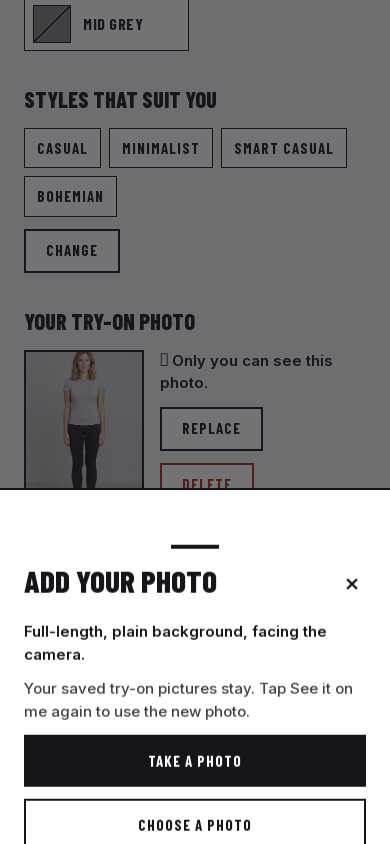 MID GREY
STYLES THAT SUIT YOU
CASUAL
MINIMALIST
SMART CASUAL
BOHEMIAN
CHANGE
YOUR TRY-ON PHOTO
Only you can see this
photo.
REPLACE
DELETE
ADD YOUR PHOTO
×
Full-length, plain background, facing the
camera.
Your saved try-on pictures stay. Tap See it on
me again to use the new photo.
TAKE A PHOTO
CHOOSE A PHOTO